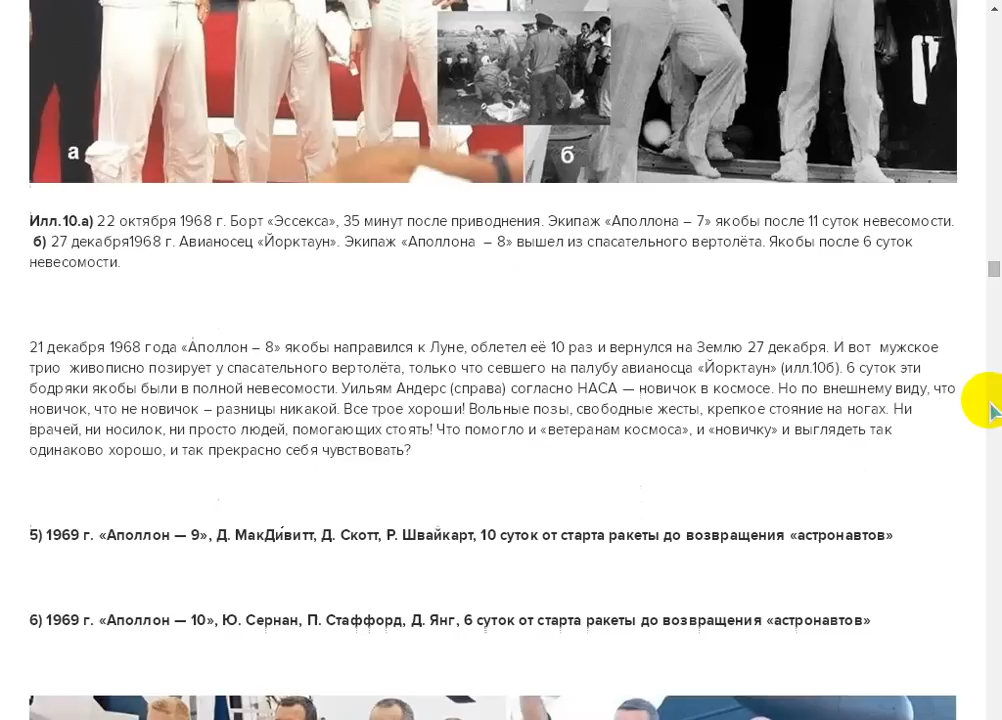 а
б
Илл.10.а) 22 октября 1968 г. Борт «Эссекса», 35 минут после приводнения. Экипаж «Аполлона – 7» якобы после 11 суток невесомости.
б) 27 декабря1968 г. Авианосец «Йорктаун». Экипаж «Аполлона – 8» вышел из спасательного вертолёта. Якобы после 6 суток
невесомости.
21 декабря 1968 года «Аполлон – 8» якобы направился к Луне, облетел её 10 раз и вернулся на Землю 27 декабря. И вот мужское
трио живописно позирует у спасательного вертолёта, только что севшего на палубу авианосца «Йорктаун» (илл.10б). 6 суток эти
бодряки якобы были в полной невесомости. Уильям Андерс (справа) согласно НАСА — новичок в космосе. Но по внешнему виду, что
новичок, что не новичок – разницы никакой. Все трое хороши! Вольные позы, свободные жесты, крепкое стояние на ногах. Ни
врачей, ни носилок, ни просто людей, помогающих стоять! Что помогло и «ветеранам космоса», и «новичку» и выглядеть так
одинаково хорошо, и так прекрасно себя чувствовать?
5) 1969 г. «Аполлон — 9», Д. МакДи́витт, Д. Скотт, Р. Швайкарт, 10 суток от старта ракеты до возвращения «астронавтов»
6) 1969 г. «Аполлон — 10», Ю. Сернан, П. Стаффорд, Д. Янг, 6 суток от старта ракеты до возвращения «астронавтов»